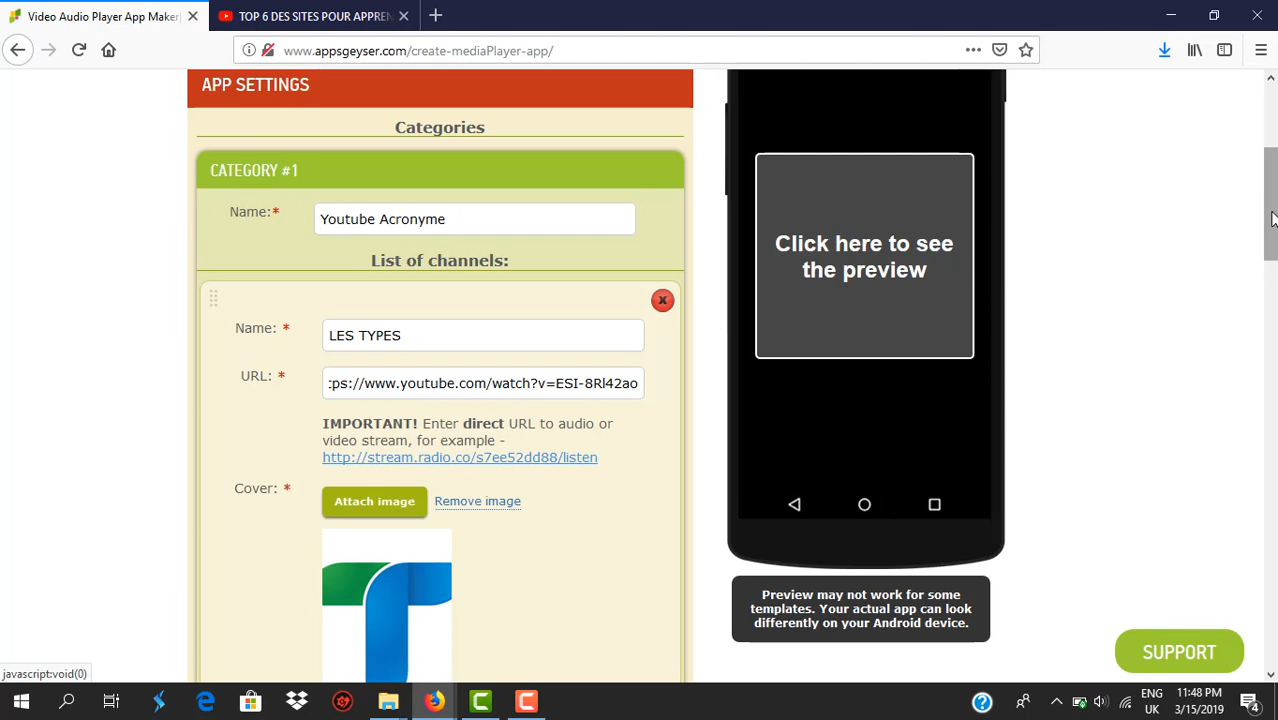 Video Audio Player App Maker
TOP 6 DES SITES POUR APPREN
www.appsgeyser.com/create-mediaPlayer-app/
APP SETTINGS
Categories
CATEGORY #1
Name:*
Youtube Acronyme
List of channels:
Name: *
LES TYPES
URL: *
:ps://www.youtube.com/watch?v=ESI-8Rl42ao
IMPORTANT! Enter direct URL to audio or
video stream, for example -
http://stream.radio.co/s7ee52dd88/listen
Cover: *
Attach image
Remove image
Click here to see
the preview
Preview may not work for some
templates. Your actual app can look
differently on your Android device.
SUPPORT
javascript:void(0)
ENG
UK
11:48 PM
3/15/2019
4